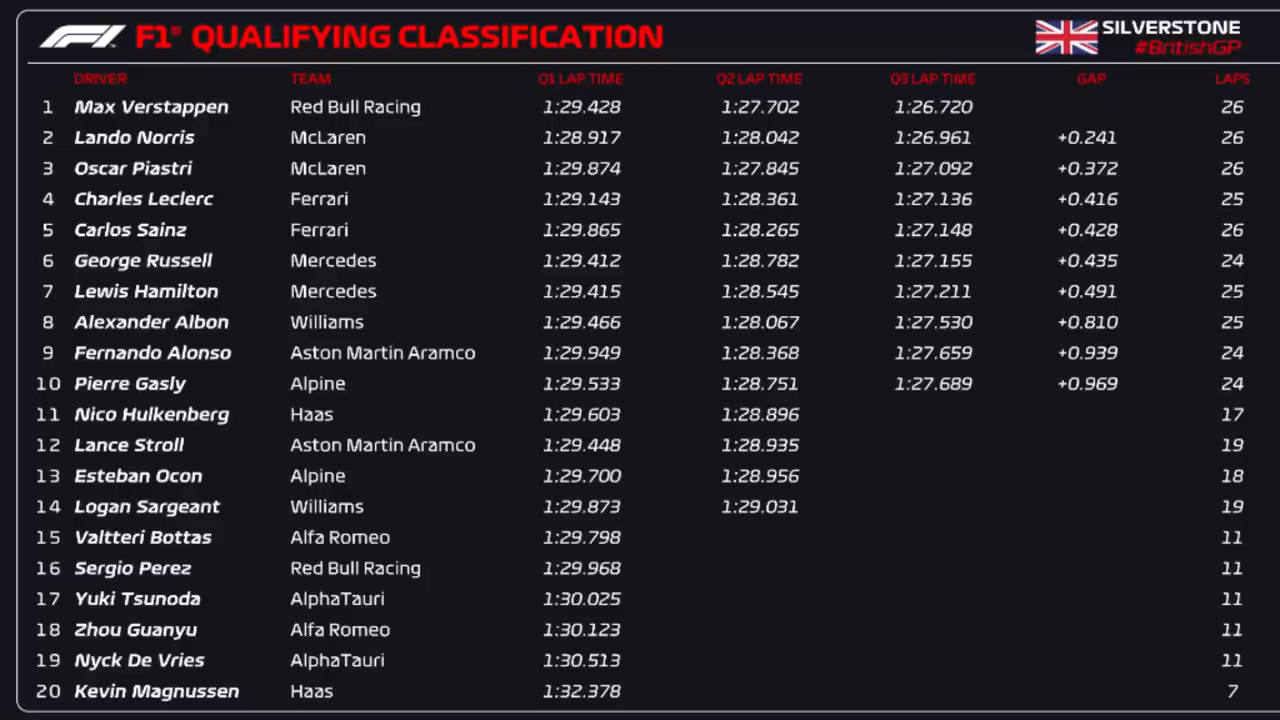 F1 F1® QUALIFYING CLASSIFICATION SILVERSTONE
#BritishGP
DRIVER TEAM Q1 LAP TIME Q2 LAP TIME Q3 LAP TIME GAP LAPS
1 Max Verstappen Red Bull Racing 1:29.428 1:27.702 1:26.720 26
2 Lando Norris McLaren 1:28.917 1:28.042 1:26.961 +0.241 26
3 Oscar Piastri McLaren 1:29.874 1:27.845 1:27.092 +0.372 26
4 Charles Leclerc Ferrari 1:29.143 1:28.361 1:27.136 +0.416 25
5 Carlos Sainz Ferrari 1:29.865 1:28.265 1:27.148 +0.428 26
6 George Russell Mercedes 1:29.412 1:28.782 1:27.155 +0.435 24
7 Lewis Hamilton Mercedes 1:29.415 1:28.545 1:27.211 +0.491 25
8 Alexander Albon Williams 1:29.466 1:28.067 1:27.530 +0.810 25
9 Fernando Alonso Aston Martin Aramco 1:29.949 1:28.368 1:27.659 +0.939 24
10 Pierre Gasly Alpine 1:29.533 1:28.751 1:27.689 +0.969 24
11 Nico Hulkenberg Haas 1:29.603 1:28.896 17
12 Lance Stroll Aston Martin Aramco 1:29.448 1:28.935 19
13 Esteban Ocon Alpine 1:29.700 1:28.956 18
14 Logan Sargeant Williams 1:29.873 1:29.031 19
15 Valtteri Bottas Alfa Romeo 1:29.798 11
16 Sergio Perez Red Bull Racing 1:29.968 11
17 Yuki Tsunoda AlphaTauri 1:30.025 11
18 Zhou Guanyu Alfa Romeo 1:30.123 11
19 Nyck De Vries AlphaTauri 1:30.513 11
20 Kevin Magnussen Haas 1:32.378 7